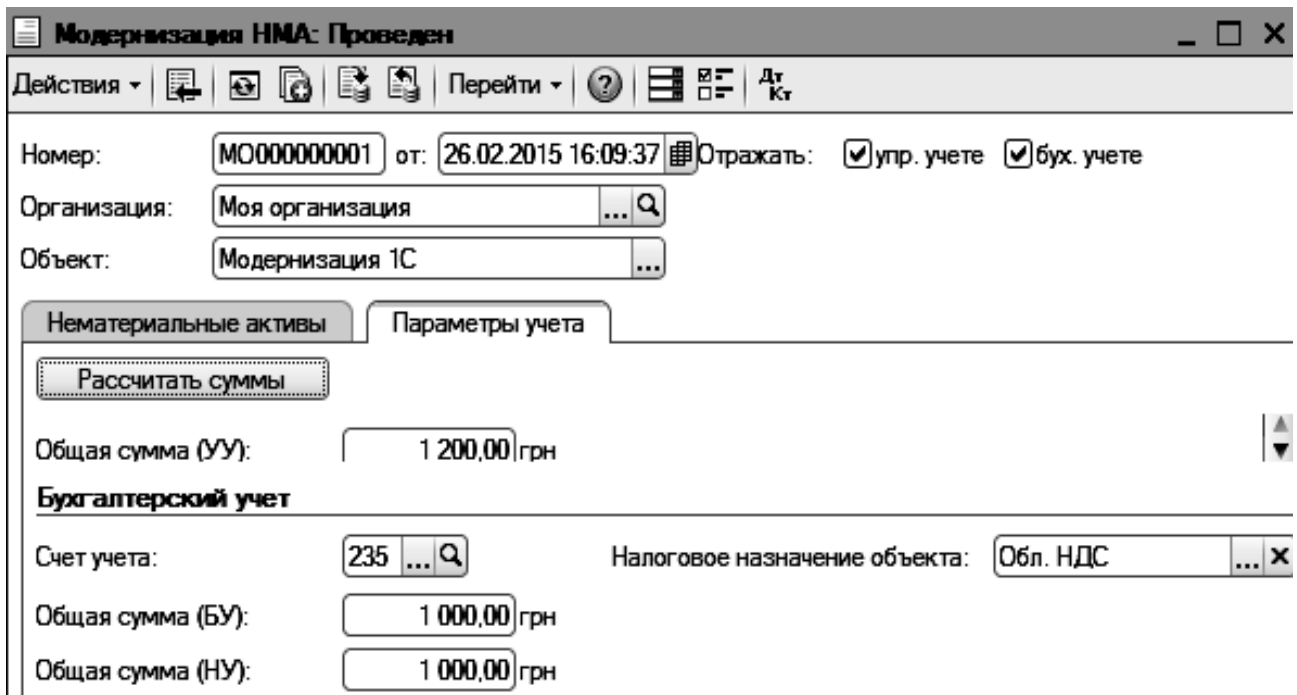 Модернизация НМА: Проведен
Действия Перейти Дт Кт
Номер: МО000000001 от: 26.02.2015 16:09:37 Отражать: упр. учете бух. учете
Организация: Моя организация ...
Объект: Модернизация 1С ...
Нематериальные активы Параметры учета
Рассчитать суммы
Общая сумма (УУ): 1 200,00 грн
Бухгалтерский учет
Счет учета: 235 ... Налоговое назначение объекта: Обл. НДС ...
Общая сумма (БУ): 1 000,00 грн
Общая сумма (НУ): 1 000,00 грн